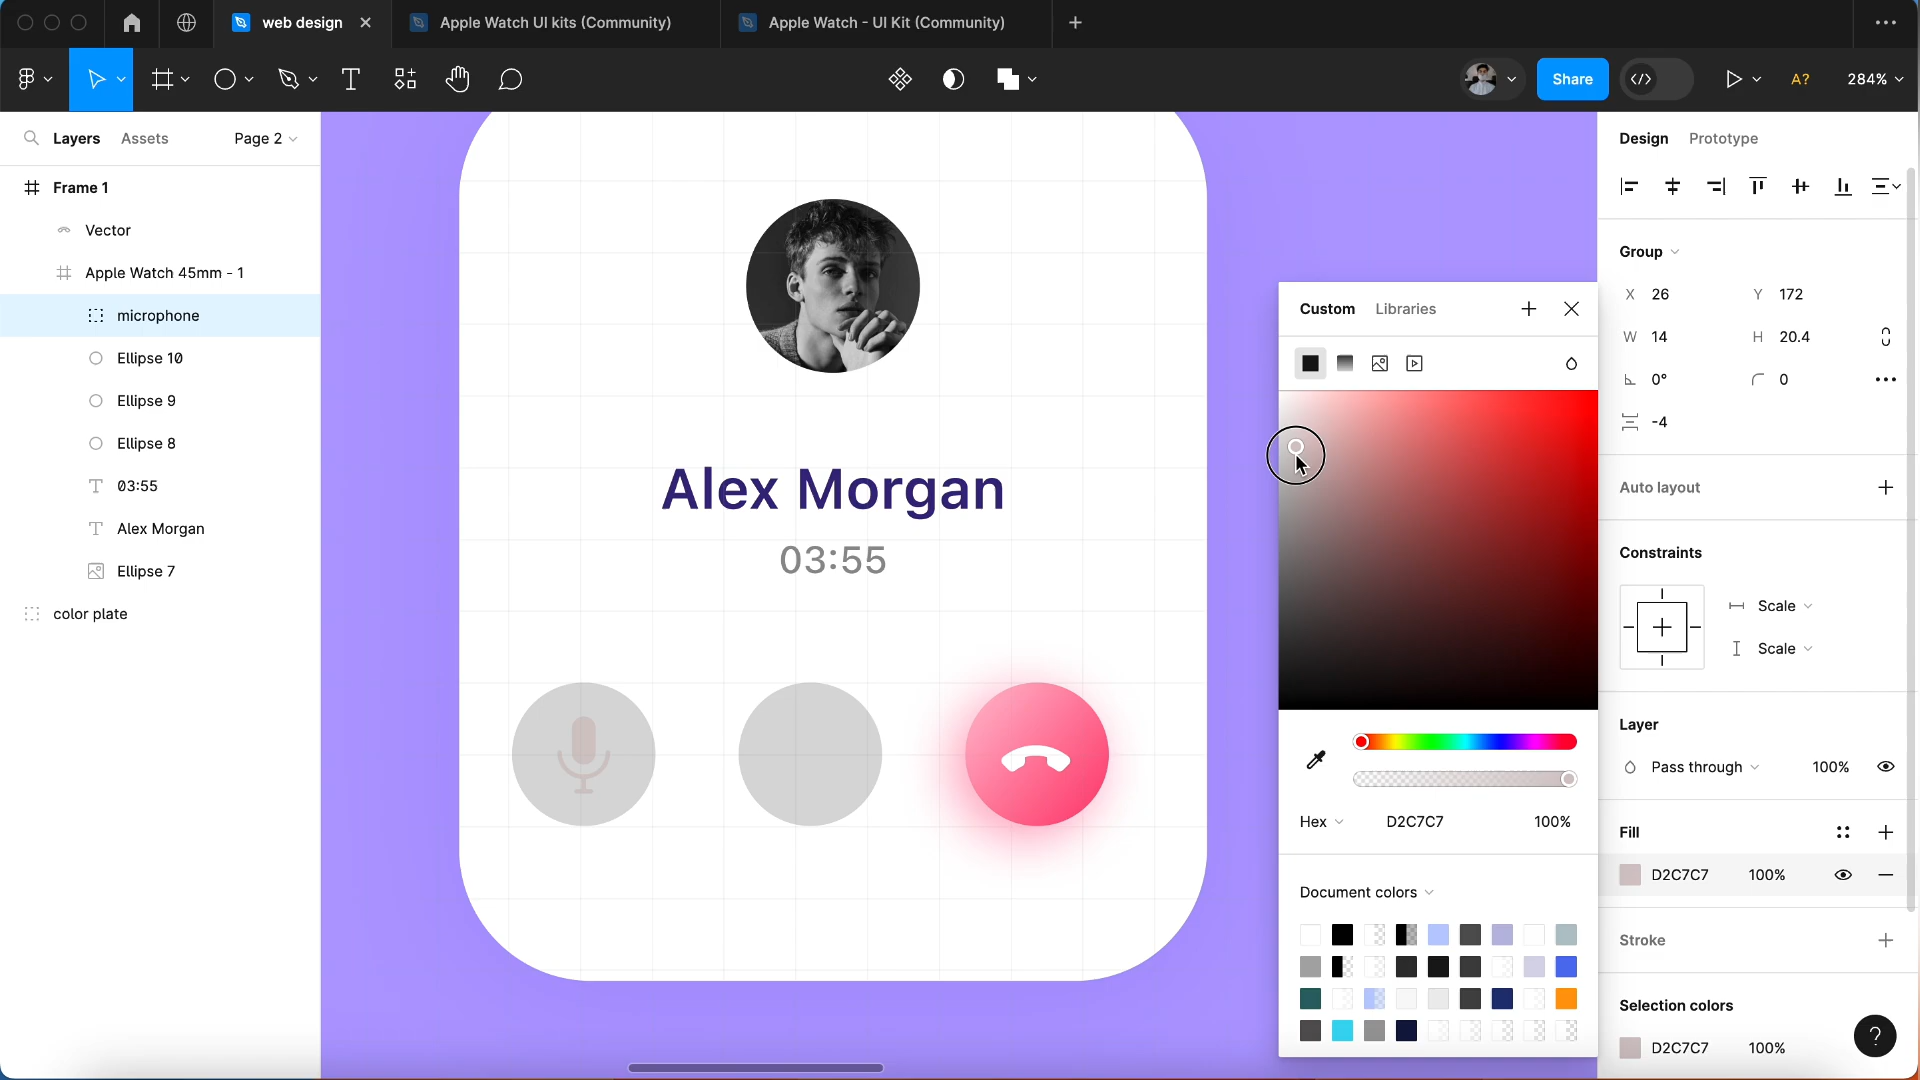 web design
Apple Watch UI kits (Community)
Apple Watch - UI Kit (Community)
Share
A?
284%
Layers
Assets
Page 2
Frame 1
Vector
Apple Watch 45mm - 1
microphone
Ellipse 10
Ellipse 9
Ellipse 8
03:55
Alex Morgan
Ellipse 7
color plate
Alex Morgan
03:55
Custom
Libraries
Hex
D2C7C7
100%
Document colors
Design
Prototype
Group
X 26
Y 172
W 14
H 20.4
0°
0
-4
Auto layout
Constraints
Scale
Scale
Layer
Pass through
100%
Fill
D2C7C7
100%
Stroke
Selection colors
D2C7C7
100%
?